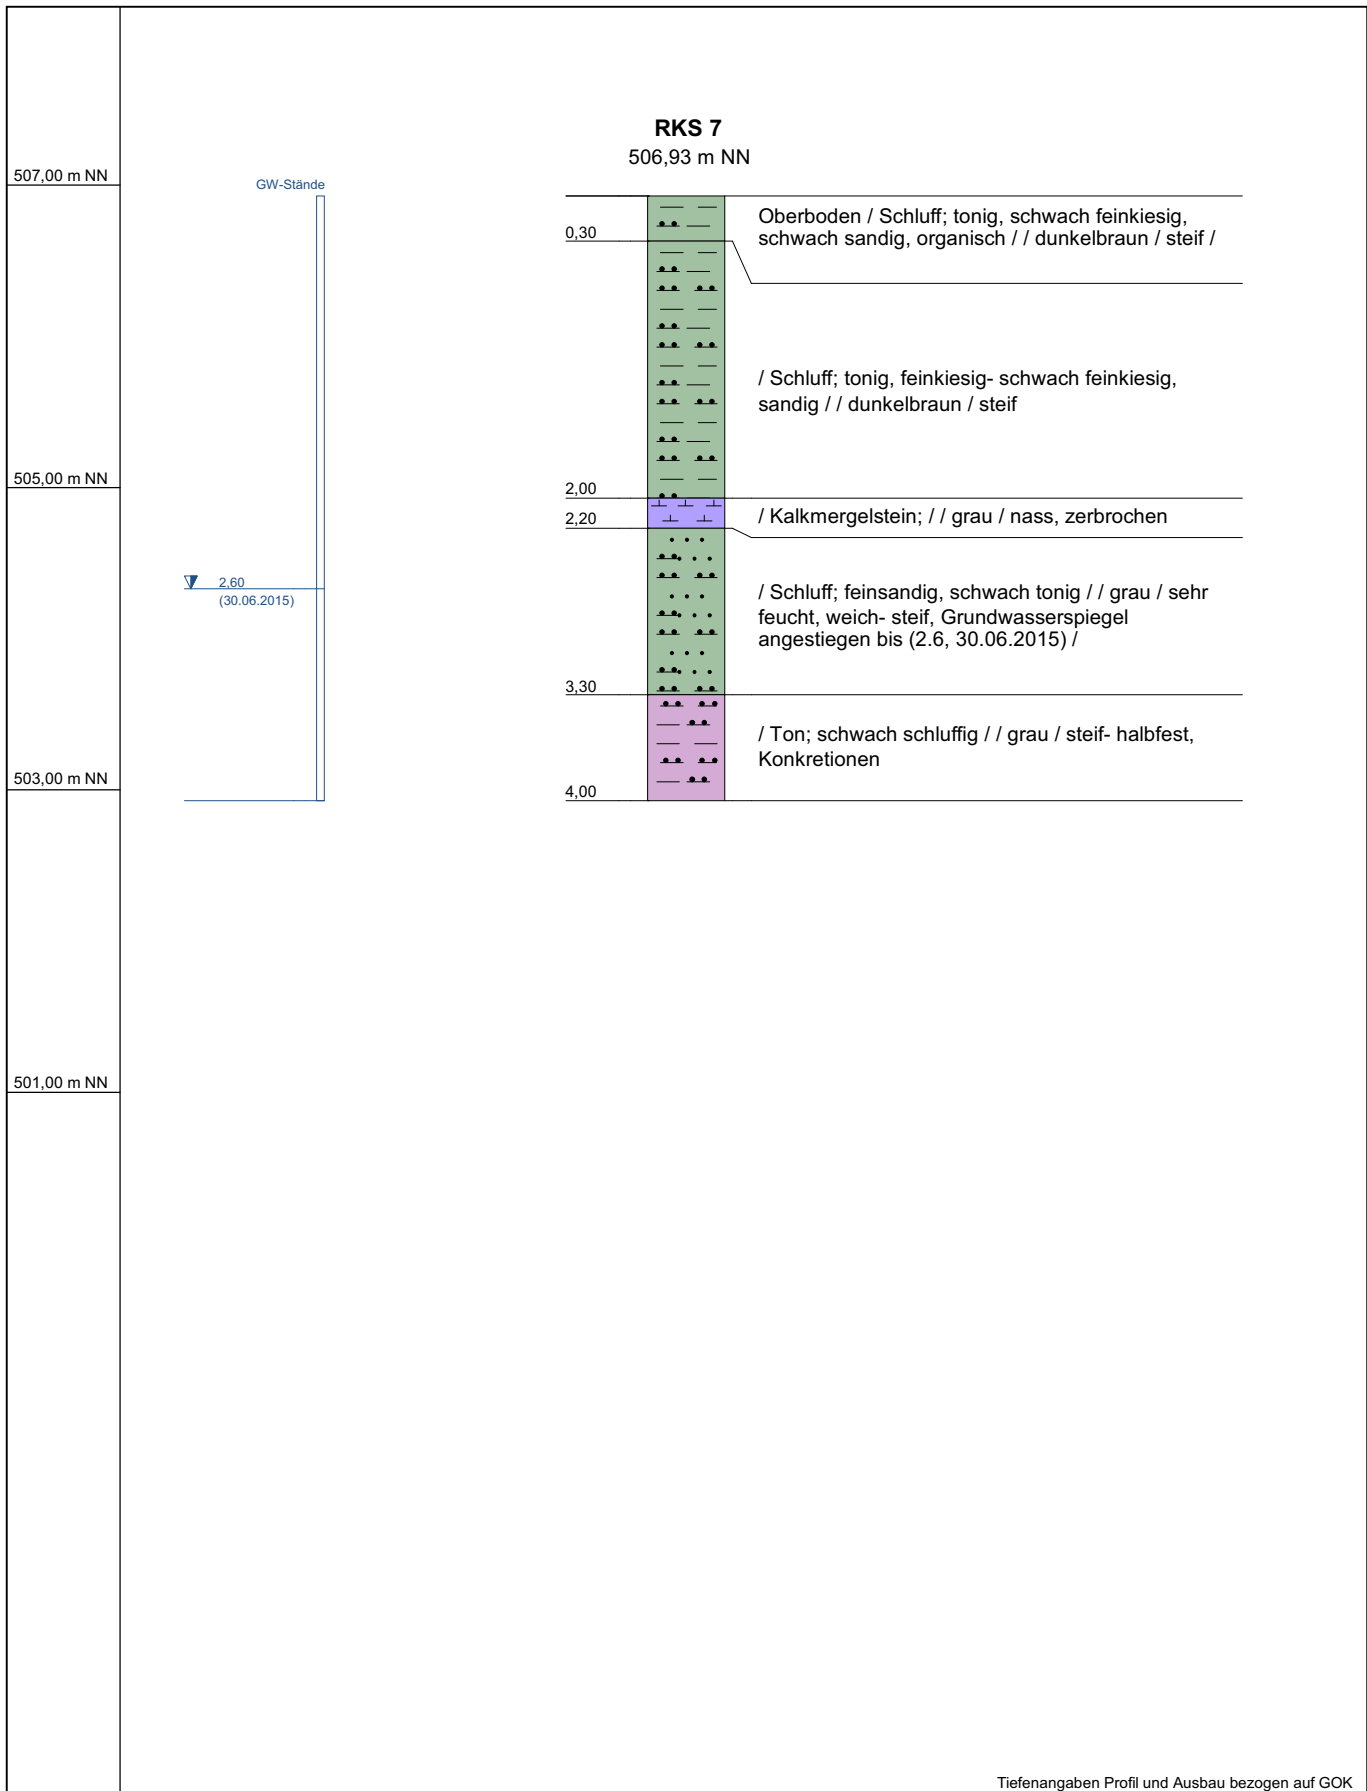 RKS 7
506,93 m NN
507,00 m NN
GW-Stände
Oberboden / Schluff; tonig, schwach feinkiesig,
schwach sandig, organisch / / dunkelbraun / steif /
0,30
/ Schluff; tonig, feinkiesig- schwach feinkiesig,
sandig / / dunkelbraun / steif
505,00 m NN
2,00
/ Kalkmergelstein; / / grau / nass, zerbrochen
2,20
2,60
(30.06.2015)
/ Schluff; feinsandig, schwach tonig / / grau / sehr
feucht, weich- steif, Grundwasserspiegel
angestiegen bis (2.6, 30.06.2015) /
3,30
/ Ton; schwach schluffig / / grau / steif- halbfest,
Konkretionen
503,00 m NN
4,00
501,00 m NN
Tiefenangaben Profil und Ausbau bezogen auf GOK